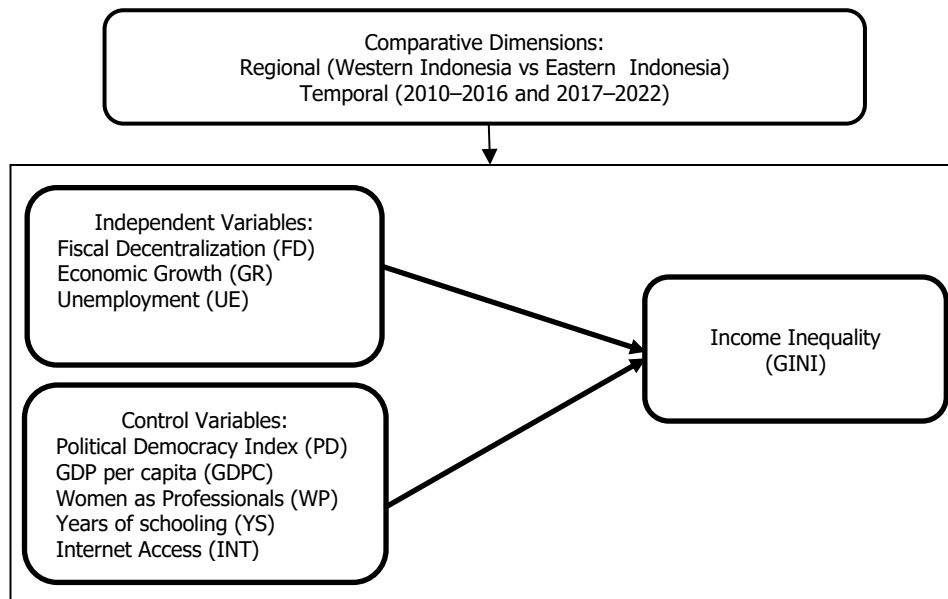 Comparative Dimensions:
Regional (Western Indonesia vs Eastern Indonesia)
Temporal (2010–2016 and 2017–2022)
Independent Variables:
Fiscal Decentralization (FD)
Economic Growth (GR)
Unemployment (UE)
Income Inequality
(GINI)
Control Variables:
Political Democracy Index (PD)
GDP per capita (GDPC)
Women as Professionals (WP)
Years of schooling (YS)
Internet Access (INT)